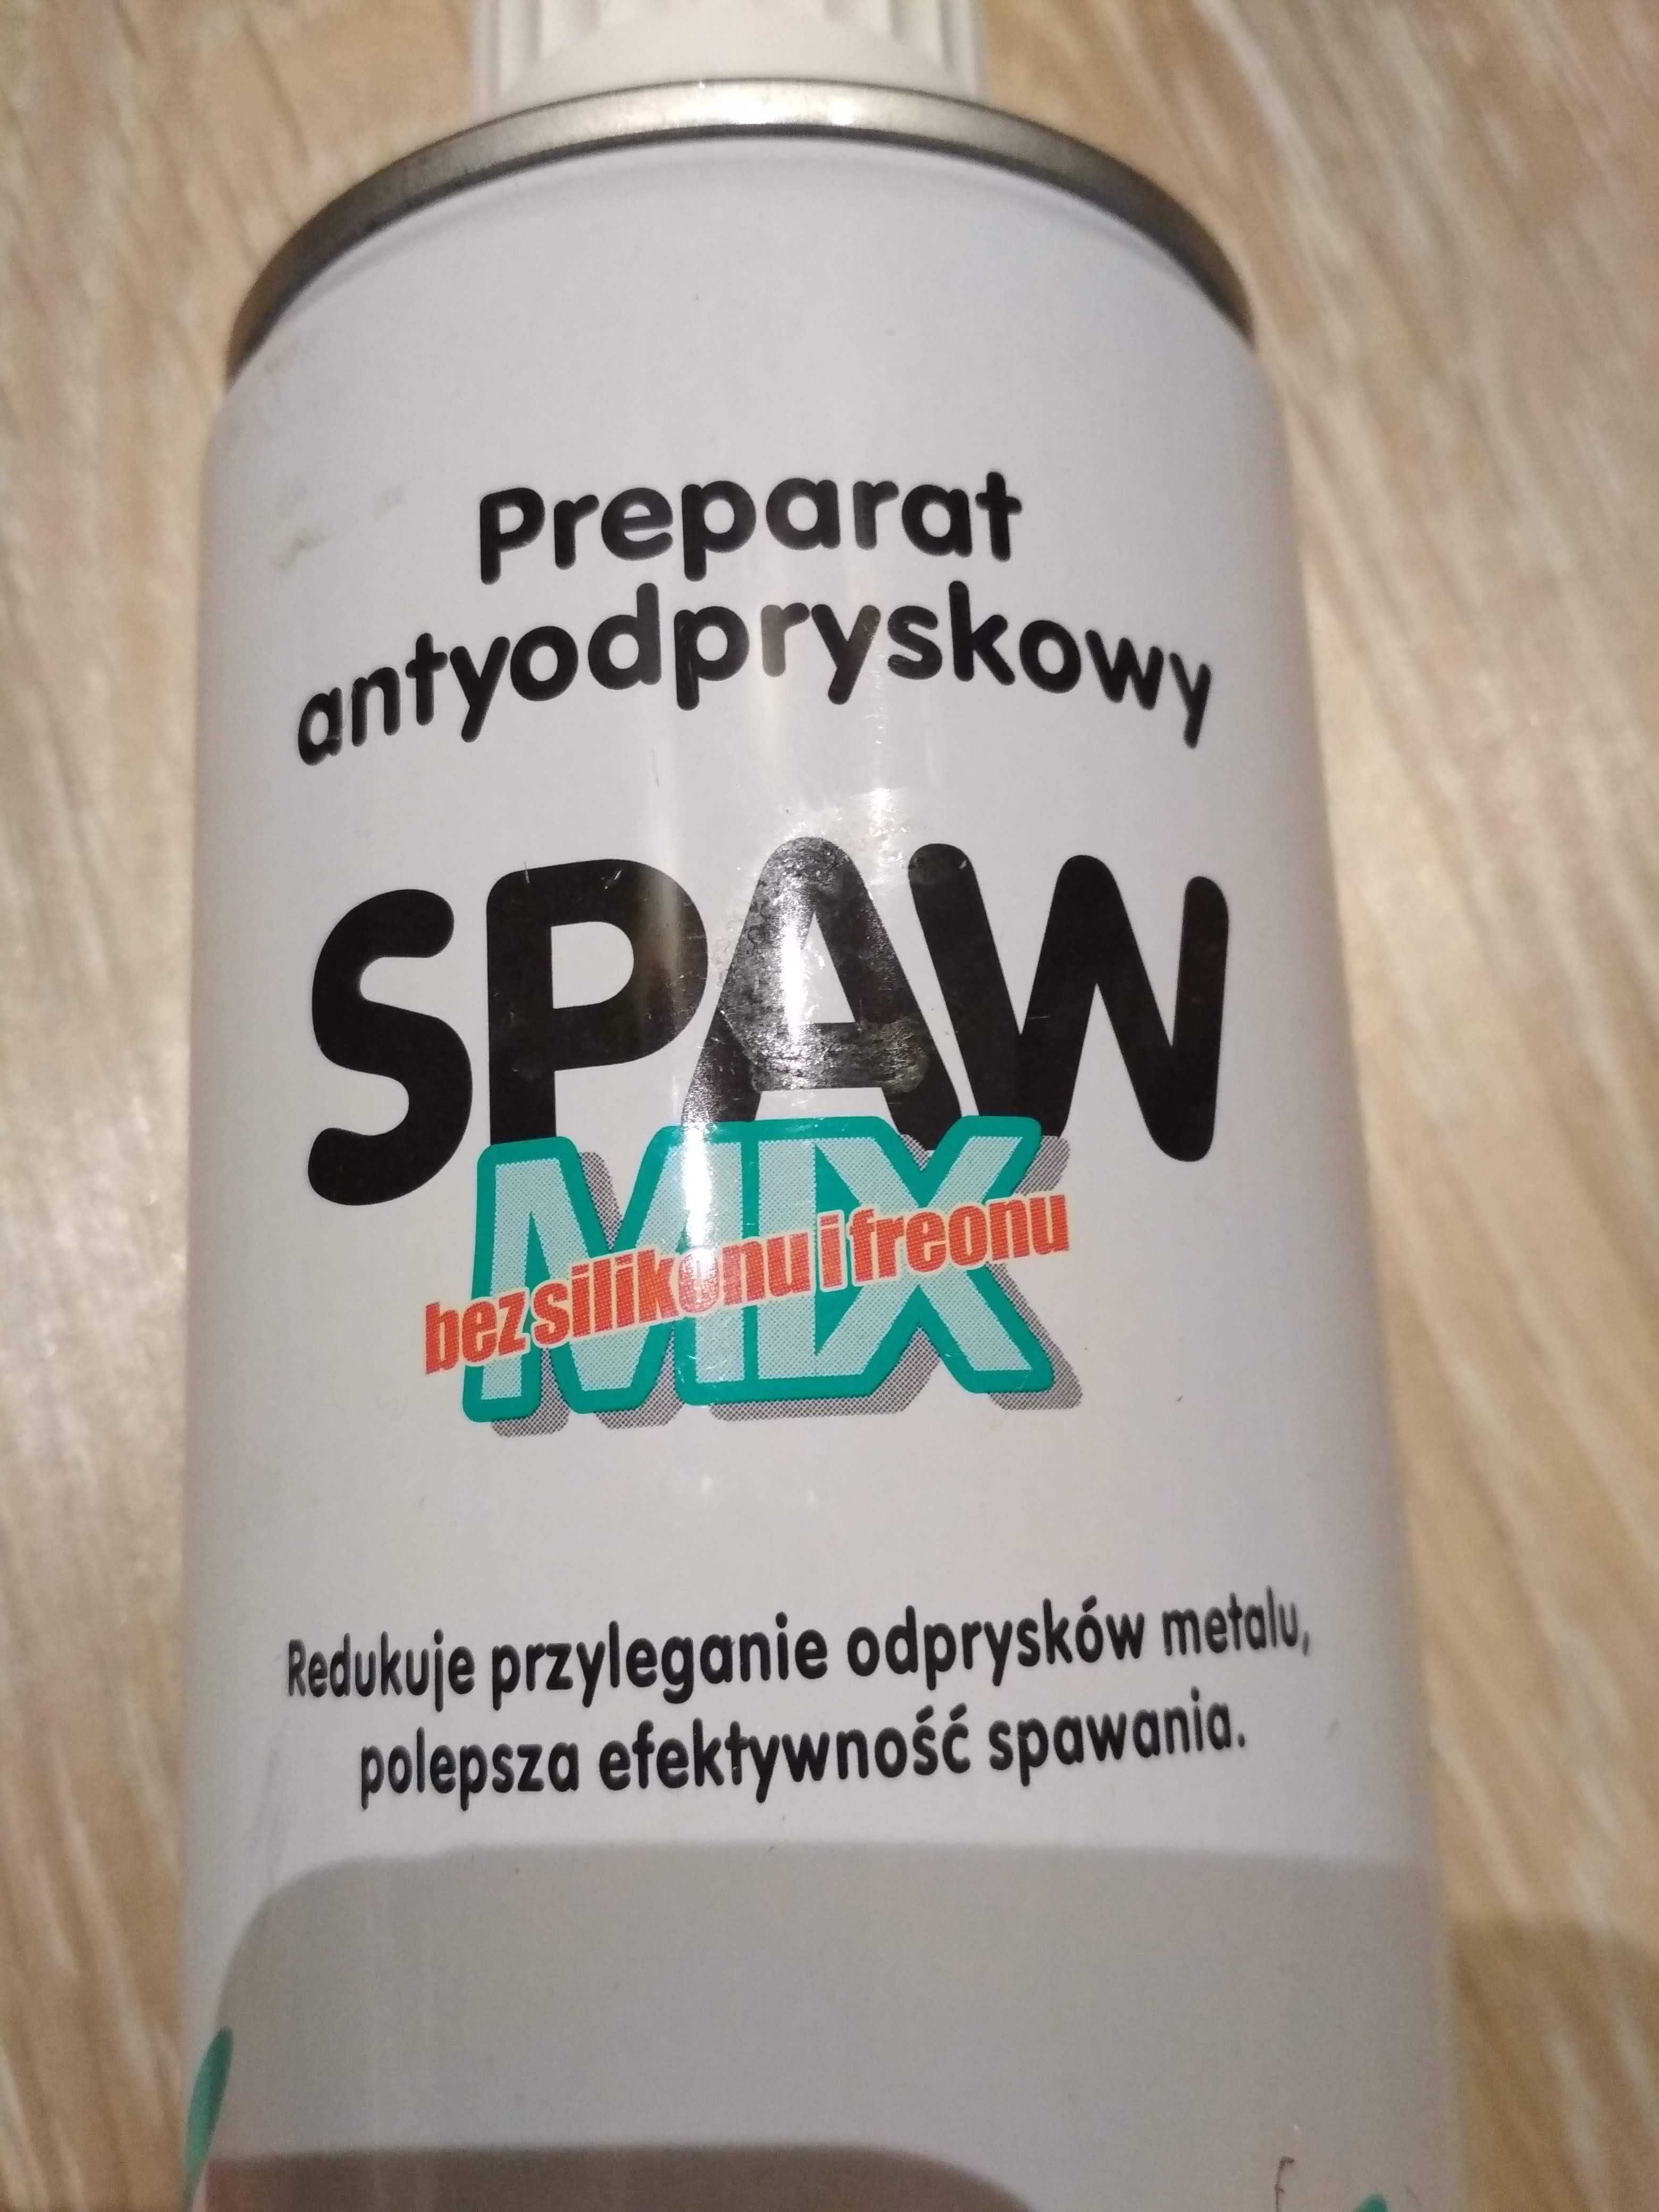 Preparat
antyodpryskowy
SPAW
MIX
bez silikonu i freonu
Redukuje przyleganie odprysków metalu,
polepsza efektywność spawania.